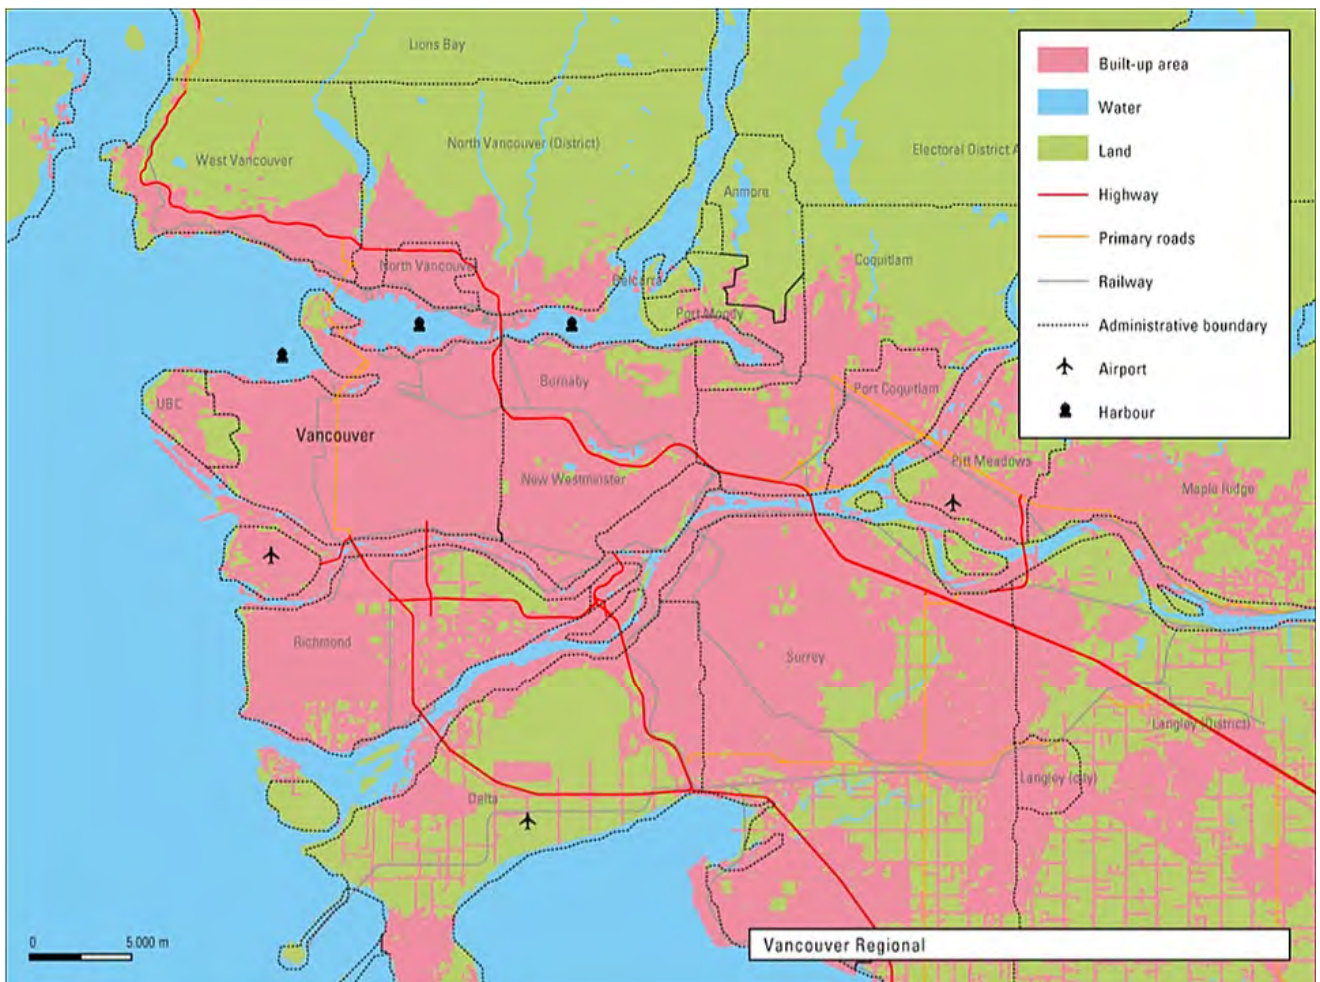 Lions Bay
West Vancouver
North Vancouver (District)
Electoral District A
Anmore
North Vancouver
Belcarra
Coquitlam
Port Moody
Burnaby
Port Coquitlam
UBC
Vancouver
New Westminster
Pitt Meadows
Maple Ridge
Richmond
Surrey
Langley (District)
Langley (city)
Delta
Built-up area
Water
Land
Highway
Primary roads
Railway
Administrative boundary
Airport
Harbour
0 5.000 m
Vancouver Regional